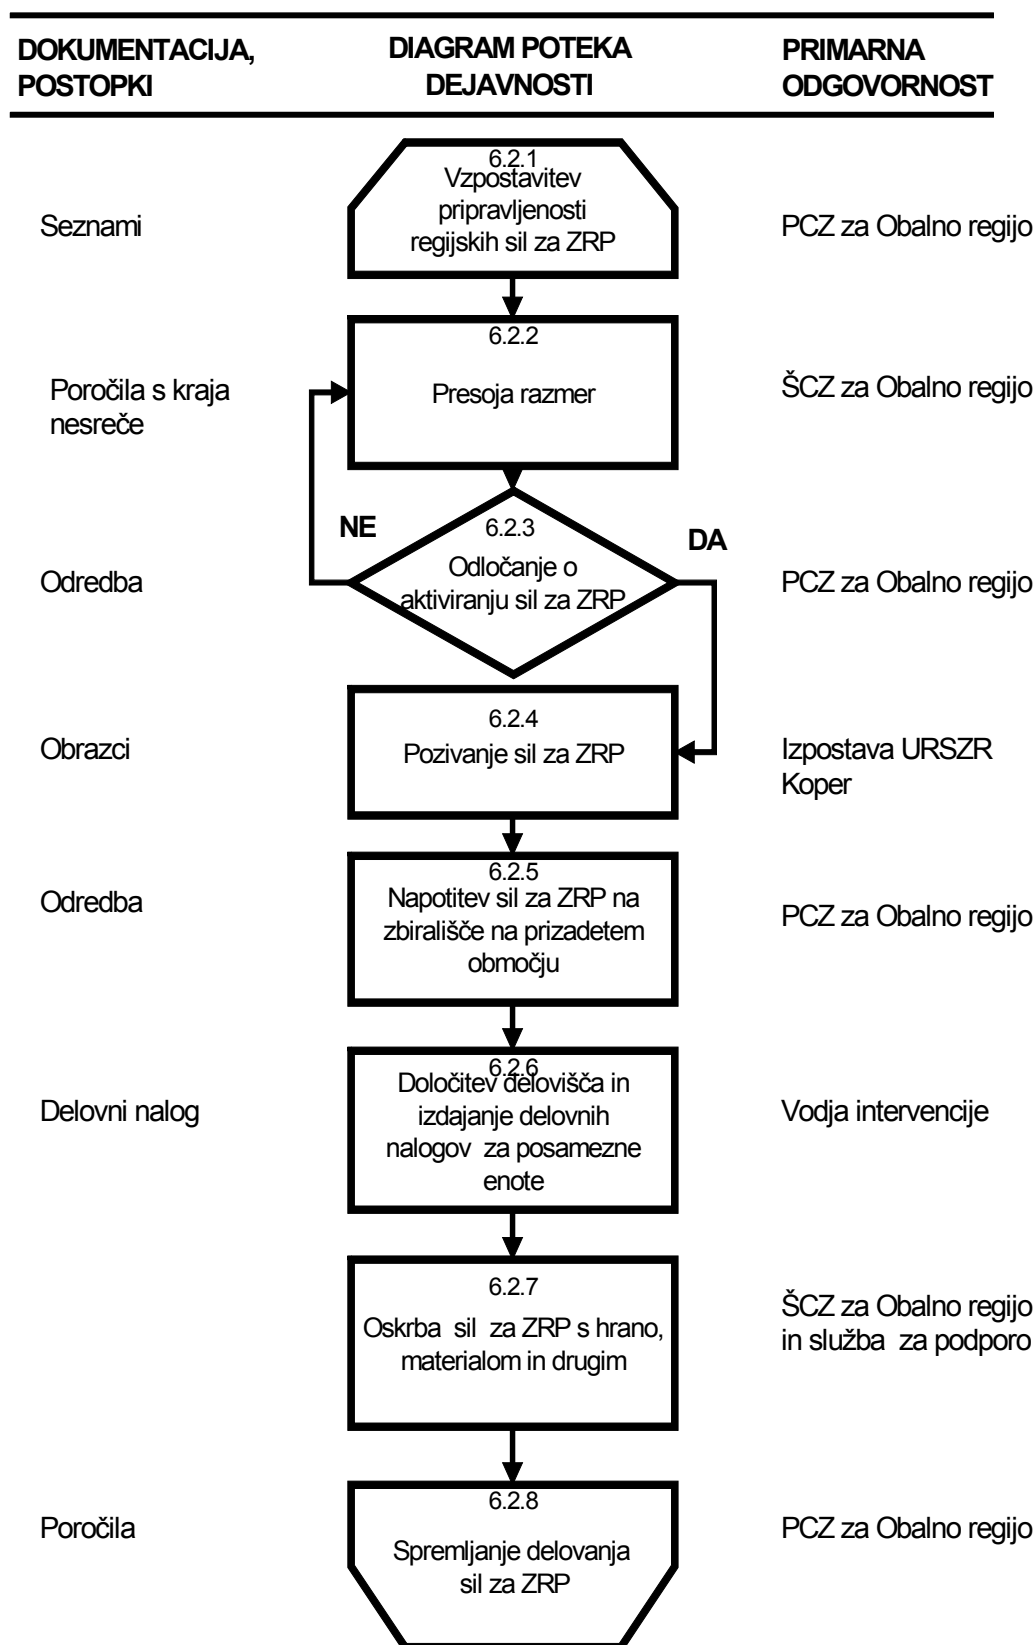 DOKUMENTACIJA,
POSTOPKI
DIAGRAM POTEKA
DEJAVNOSTI
PRIMARNA
ODGOVORNOST
Seznami
6.2.1
Vzpostavitev
pripravljenosti
regijskih sil za ZRP
PCZ za Obalno regijo
Poročila s kraja
nesreče
6.2.2
Presoja razmer
ŠCZ za Obalno regijo
NE
DA
Odredba
6.2.3
Odločanje o
aktiviranju sil za ZRP
PCZ za Obalno regijo
Obrazci
6.2.4
Pozivanje sil za ZRP
Izpostava URSZR
Koper
Odredba
6.2.5
Napotitev sil za ZRP na
zbirališče na prizadetem
območju
PCZ za Obalno regijo
Delovni nalog
6.2.6
Določitev delovišča in
izdajanje delovnih
nalogov za posamezne
enote
Vodja intervencije
6.2.7
Oskrba sil za ZRP s hrano,
materialom in drugim
ŠCZ za Obalno regijo
in služba za podporo
Poročila
6.2.8
Spremljanje delovanja
sil za ZRP
PCZ za Obalno regijo